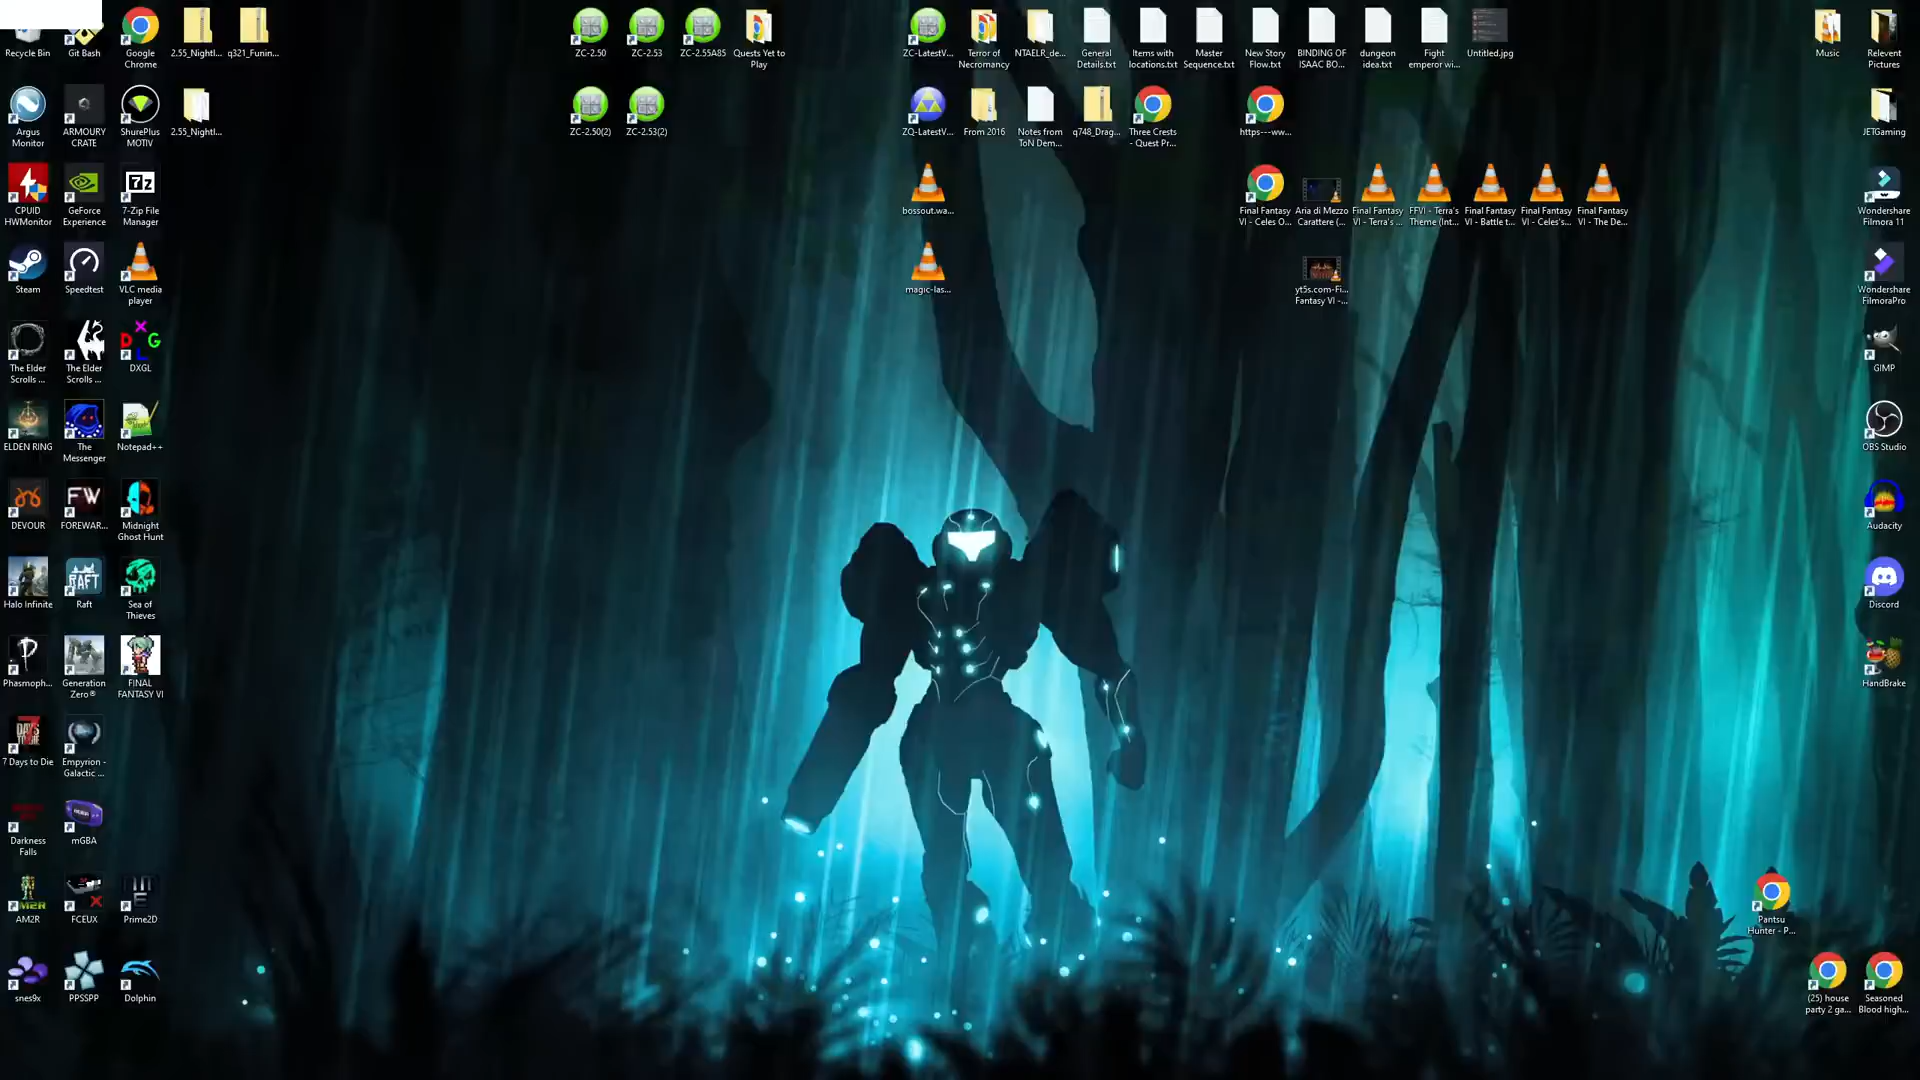 Recycle Bin
Git Bash
Google
Chrome
2.55_Nightl...
q321_Funin...
ZC-2.50
ZC-2.53
ZC-2.55A85
Quests Yet to
Play
ZC-LatestV...
Terror of
Necromancy
NTAELR_de...
General
Details.txt
Items with
locations.txt
Master
Sequence.txt
New Story
Flow.txt
BINDING OF
ISAAC BO...
dungeon
idea.txt
Fight
emperor wi...
Untitled.jpg
Music
Relevent
Pictures
Argus
Monitor
ARMOURY
CRATE
ShurePlus
MOTIV
2.55_Nightl...
ZC-2.50(2)
ZC-2.53(2)
ZQ-LatestV...
From 2016
Notes from
ToN Dem...
q748_Drag...
Three Crests
- Quest Pr...
https---ww...
JETGaming
CPUID
HWMonitor
GeForce
Experience
7-Zip File
Manager
bossout.wa...
Final Fantasy
VI - Celes O...
Aria di Mezzo
Carattere (...
Final Fantasy
VI - Terra's ...
FFVI - Terra's
Theme (Int...
Final Fantasy
VI - Battle t...
Final Fantasy
VI - Celes's...
Final Fantasy
VI - The De...
Wondershare
Filmora 11
Steam
Speedtest
VLC media
player
magic-las...
yt5s.com-Fi...
Fantasy VI -...
Wondershare
FilmoraPro
The Elder
Scrolls ...
The Elder
Scrolls ...
DXGL
GIMP
ELDEN RING
The
Messenger
Notepad++
OBS Studio
DEVOUR
FOREWAR...
Midnight
Ghost Hunt
Audacity
Halo Infinite
Raft
Sea of
Thieves
Discord
Phasmoph...
Generation
Zero®
FINAL
FANTASY VI
HandBrake
7 Days to Die
Empyrion -
Galactic ...
Darkness
Falls
mGBA
AM2R
FCEUX
Prime2D
Pantsu
Hunter - P...
snes9x
PPSSPP
Dolphin
(25) house
party 2 ga...
Seasoned
Blood high...